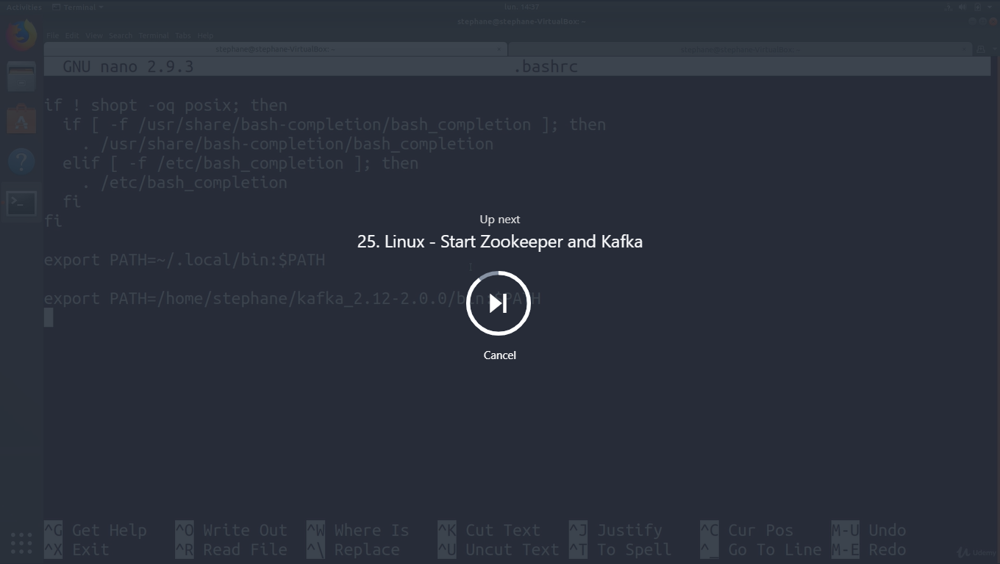 Activities Terminal lun. 14:37
stephane@stephane-VirtualBox: ~
File Edit View Search Terminal Tabs Help
stephane@stephane-VirtualBox: ~ stephane@stephane-VirtualBox: ~
GNU nano 2.9.3 .bashrc
if ! shopt -oq posix; then
if [ -f /usr/share/bash-completion/bash_completion ]; then
. /usr/share/bash-completion/bash_completion
elif [ -f /etc/bash_completion ]; then
. /etc/bash_completion
fi
fi
Up next
25. Linux - Start Zookeeper and Kafka
export PATH=~/.local/bin:$PATH
export PATH=/home/stephane/kafka_2.12-2.0.0/bin:$PATH
Cancel
^G Get Help ^O Write Out ^W Where Is ^K Cut Text ^J Justify ^C Cur Pos M-U Undo
^X Exit ^R Read File ^\ Replace ^U Uncut Text ^T To Spell ^_ Go To Line M-E Redo
Udemy